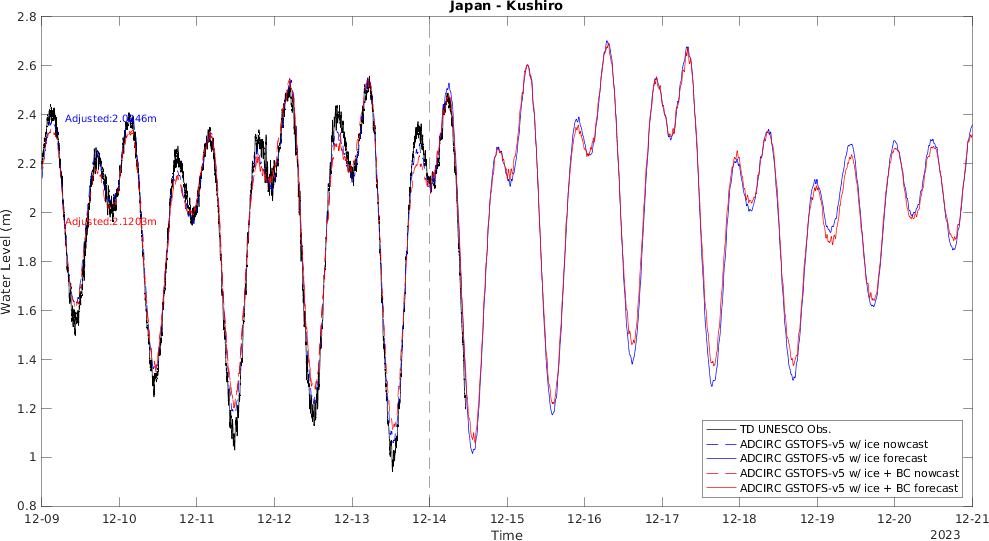 Japan - Kushiro
2.8
2.6
2.4
2.2
2
1.8
1.6
1.4
1.2
1
0.8
Water Level (m)
Adjusted:2.0946m
Adjusted:2.1203m
TD UNESCO Obs.
ADCIRC GSTOFS-v5 w/ ice nowcast
ADCIRC GSTOFS-v5 w/ ice forecast
ADCIRC GSTOFS-v5 w/ ice + BC nowcast
ADCIRC GSTOFS-v5 w/ ice + BC forecast
12-09 12-10 12-11 12-12 12-13 12-14 12-15 12-16 12-17 12-18 12-19 12-20 12-21
Time
2023